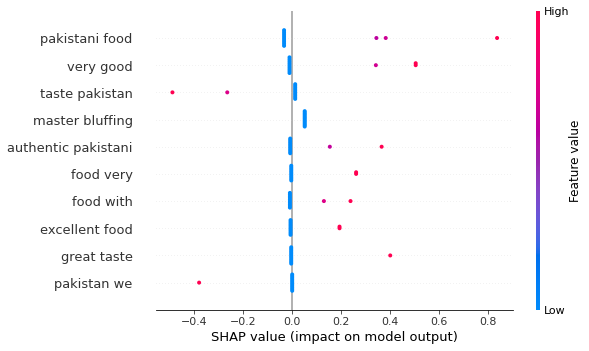 High
pakistani food
very good
taste pakistan
master bluffing
authentic pakistani
food very
food with
excellent food
great taste
pakistan we
Feature value
Low
−0.4 −0.2 0.0 0.2 0.4 0.6 0.8
SHAP value (impact on model output)